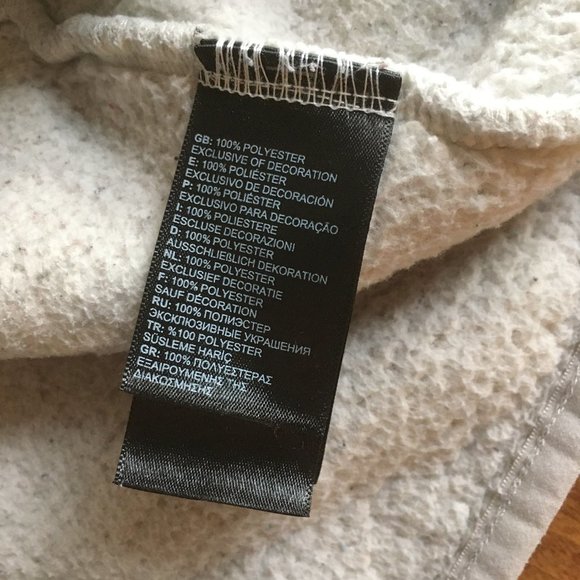 GB: 100% POLYESTER
EXCLUSIVE OF DECORATION
E: 100% POLIÉSTER
EXCLUSIVO DE DECORACIÓN
P: 100% POLIÉSTER
EXCLUSIVO PARA DECORAÇÃO
I: 100% POLIESTERE
ESCLUSE DECORAZIONI
D: 100% POLYESTER
AUSSCHLIEßLICH DEKORATION
NL: 100% POLYESTER
EXCLUSIEF DECORATIE
F: 100% POLYESTER
SAUF DÉCORATION
RU: 100% ПОЛИЭСТЕР
ЭКСКЛЮЗИВНЫЕ УКРАШЕНИЯ
TR: %100 POLYESTER
SÜSLEME HARİÇ
GR: 100% ΠΟΛΥΕΣΤΕΡΑΣ
ΕΞΑΙΡΟΥΜΕΝΗΣ ΤΗΣ
ΔΙΑΚΟΣΜΗΣΗΣ